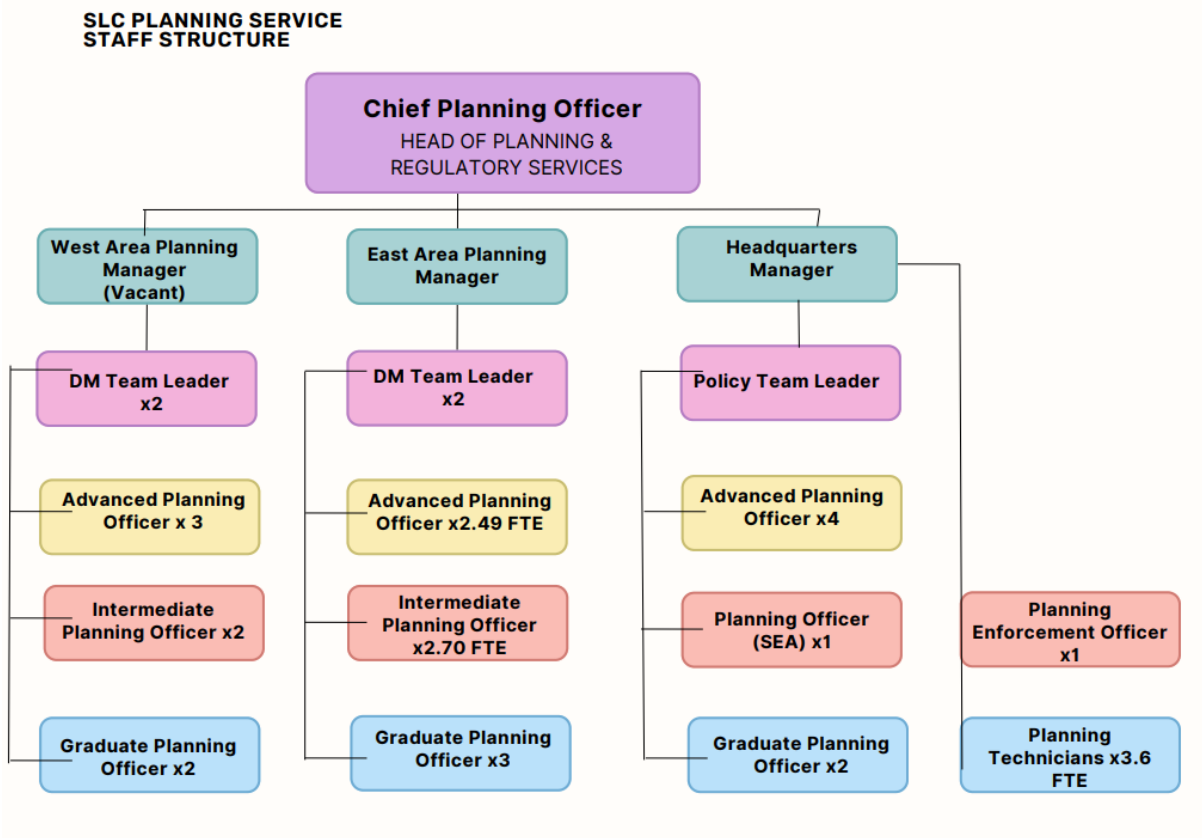 SLC PLANNING SERVICE
STAFF STRUCTURE
Chief Planning Officer
HEAD OF PLANNING &
REGULATORY SERVICES
West Area Planning
Manager
(Vacant)
East Area Planning
Manager
Headquarters
Manager
DM Team Leader
x2
DM Team Leader
x2
Policy Team Leader
Advanced Planning
Officer x 3
Advanced Planning
Officer x2.49 FTE
Advanced Planning
Officer x4
Intermediate
Planning Officer x2
Intermediate
Planning Officer
x2.70 FTE
Planning Officer
(SEA) x1
Planning
Enforcement Officer
x1
Graduate Planning
Officer x2
Graduate Planning
Officer x3
Graduate Planning
Officer x2
Planning
Technicians x3.6
FTE